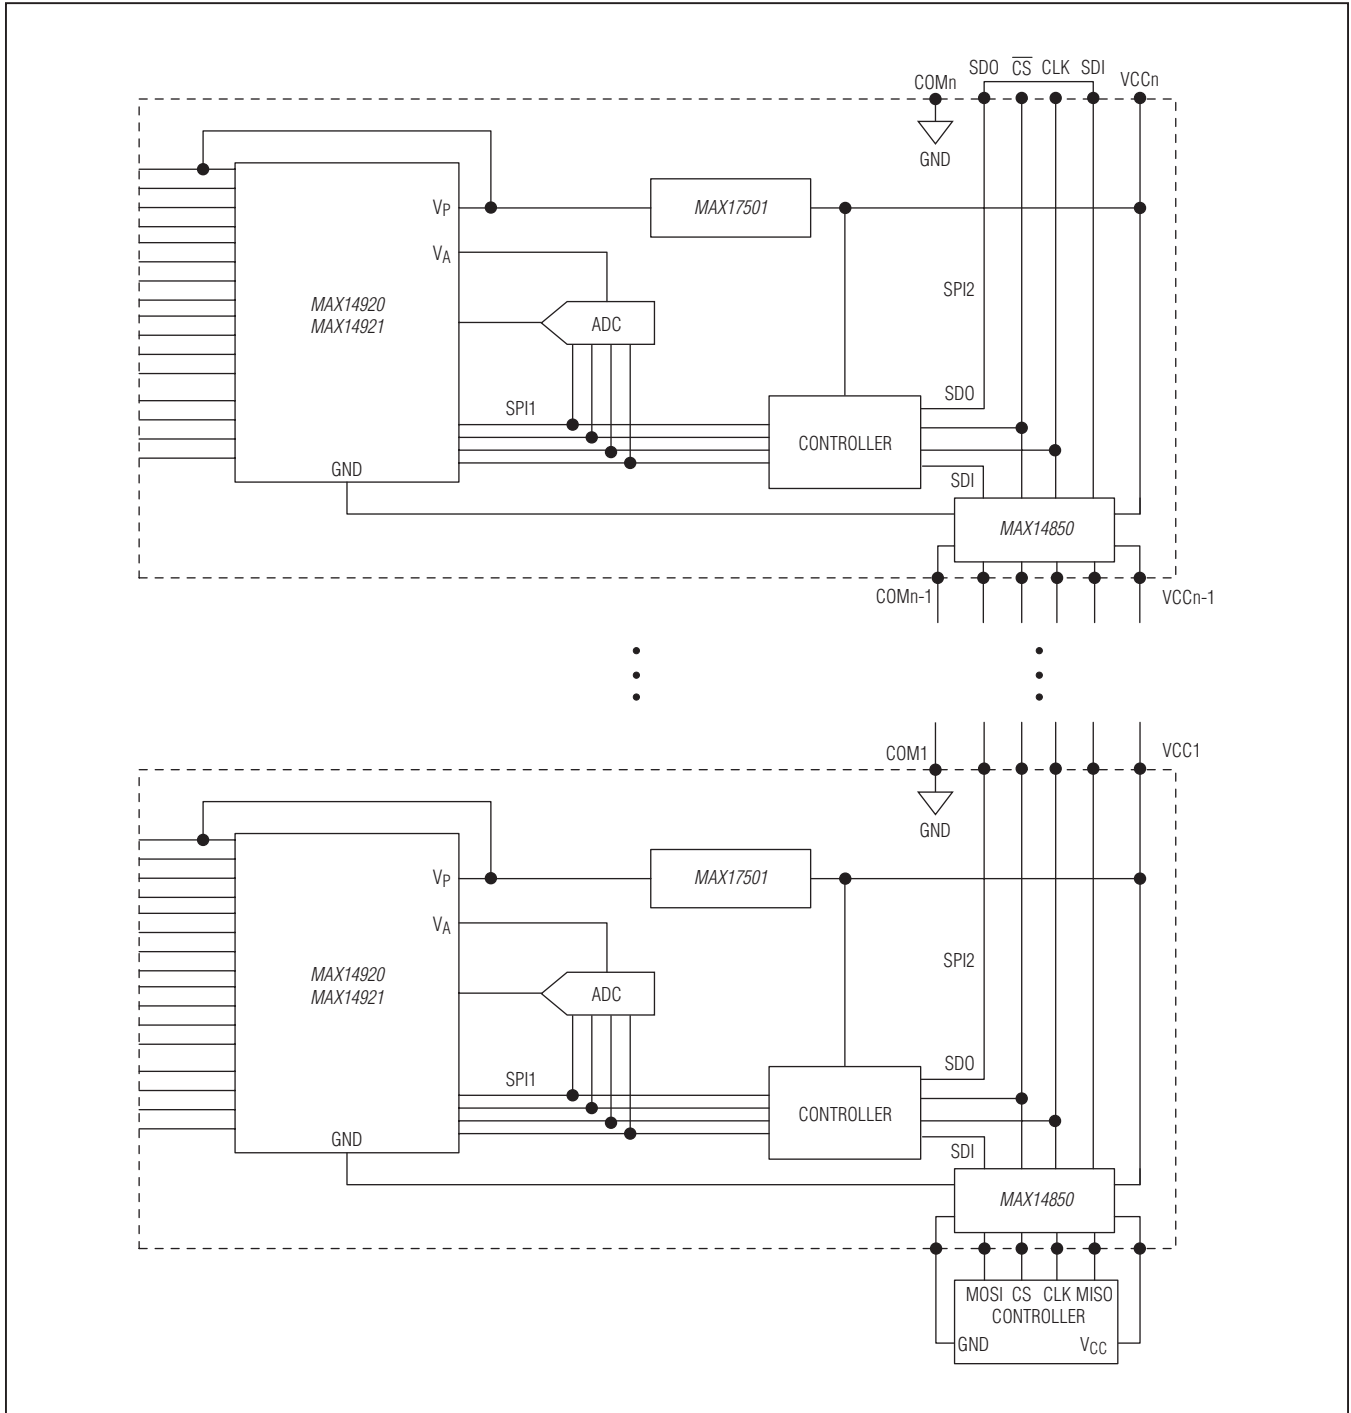 COMn SDO CS CLK SDI VCCn
GND
VP
MAX17501
VA
SPI2
MAX14920
MAX14921
ADC
SDO
SPI1
CONTROLLER
GND
SDI
MAX14850
COMn-1
VCCn-1
COM1
VCC1
GND
VP
MAX17501
VA
SPI2
MAX14920
MAX14921
ADC
SDO
SPI1
CONTROLLER
GND
SDI
MAX14850
MOSI CS CLK MISO
CONTROLLER
GND
VCC